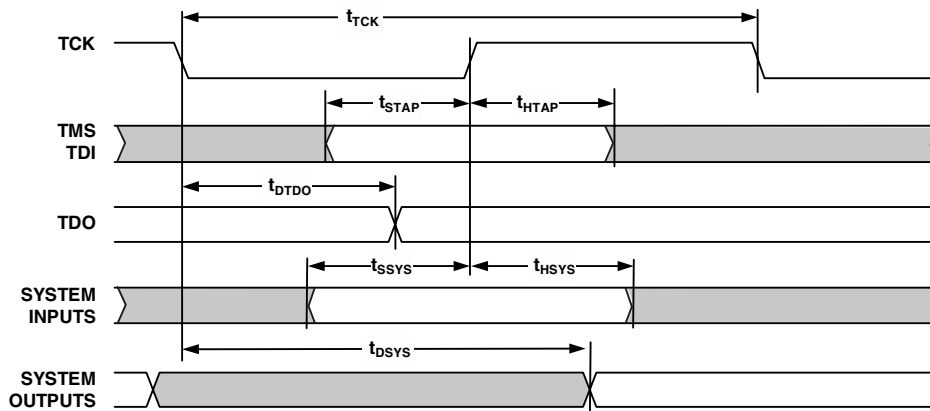 tTCK
TCK
tSTAP
tHTAP
TMS
TDI
tDTDO
TDO
tSSYS
tHSYS
SYSTEM
INPUTS
tDSYS
SYSTEM
OUTPUTS